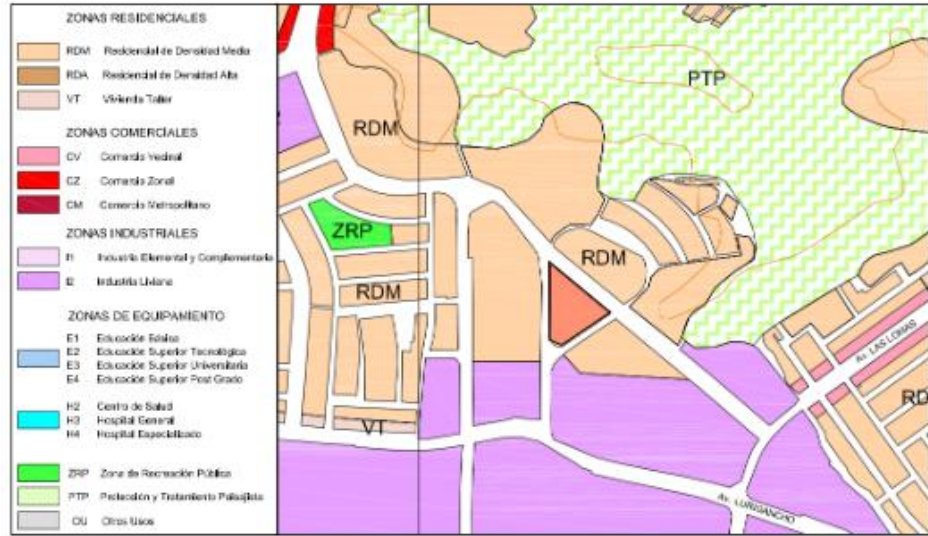 ZONAS RESIDENCIALES
RDM Residencial de Densidad Media
RDA Residencial de Densidad Alta
VT Vivienda Taller
ZONAS COMERCIALES
CV Comercio Vecinal
CZ Comercio Zonal
CM Comercio Metropolitano
ZONAS INDUSTRIALES
I1 Industria Elemental y Complementaria
I2 Industria Liviana
ZONAS DE EQUIPAMIENTO
E1 Educación Básica
E2 Educación Superior Tecnológica
E3 Educación Superior Universitaria
E4 Educación Superior Post Grado
H2 Centro de Salud
H3 Hospital General
H4 Hospital Especializado
ZRP Zona de Recreación Pública
PTP Protección y Tratamiento Paisajista
OU Otros Usos
PTP
RDM
ZRP
RDM
RDM
Av. LAS LOMAS
RD
VT
Av. LURIGANCHO